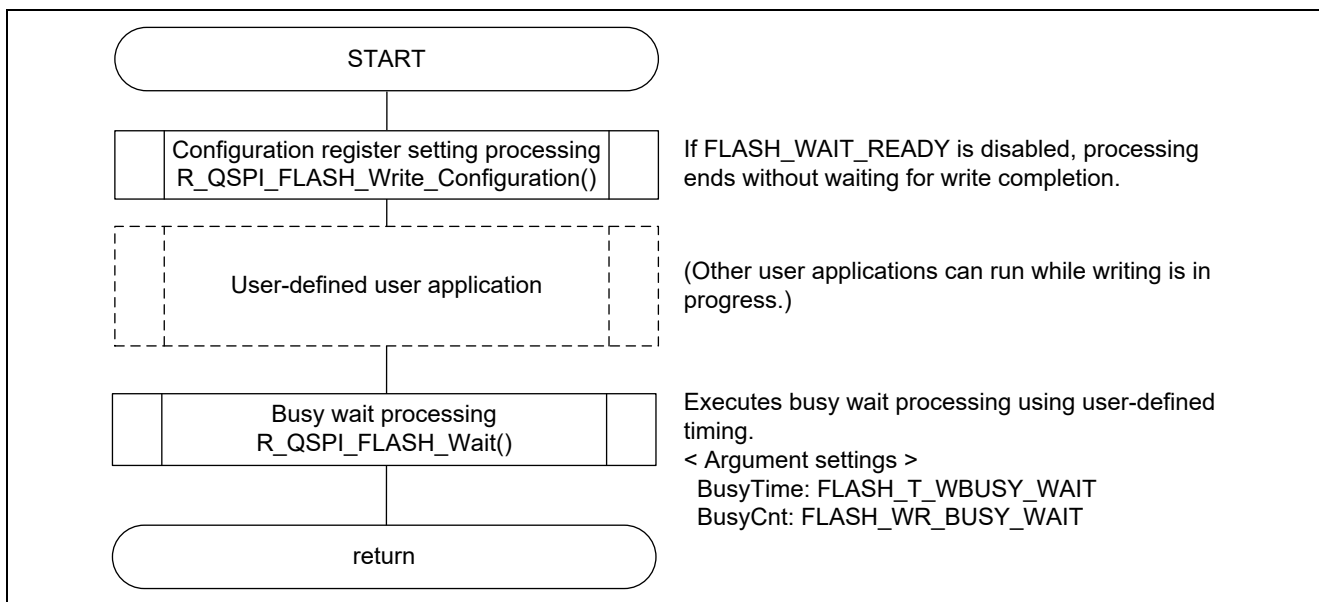 START
Configuration register setting processing
R_QSPI_FLASH_Write_Configuration()
If FLASH_WAIT_READY is disabled, processing
ends without waiting for write completion.
User-defined user application
(Other user applications can run while writing is in
progress.)
Busy wait processing
R_QSPI_FLASH_Wait()
Executes busy wait processing using user-defined
timing.
< Argument settings >
BusyTime: FLASH_T_WBUSY_WAIT
BusyCnt: FLASH_WR_BUSY_WAIT
return